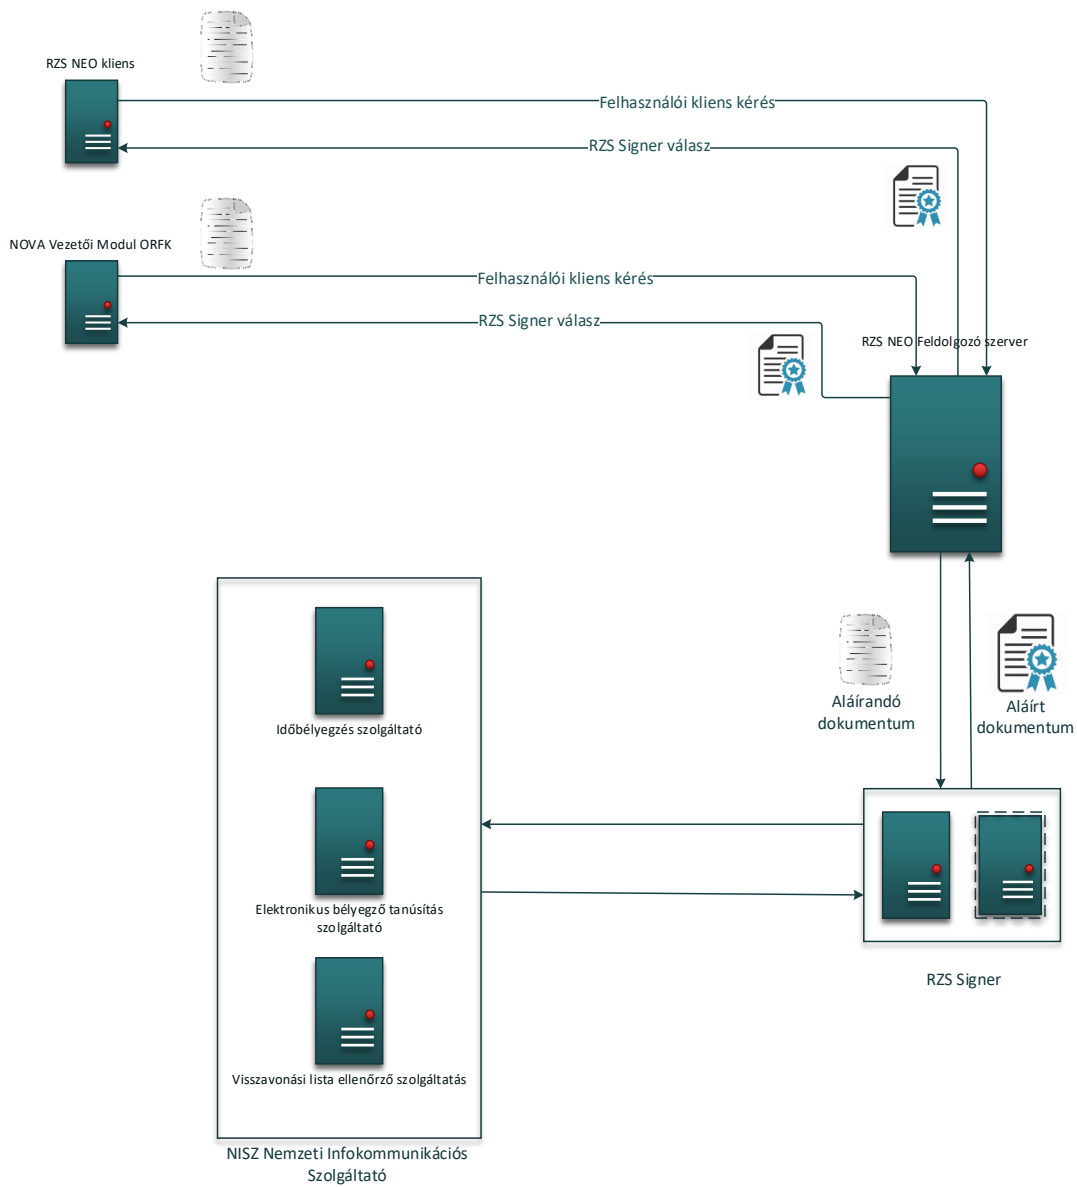 RZS NEO kliens
Felhasználói kliens kérés
RZS Signer válasz
NOVA Vezetői Modul ORFK
Felhasználói kliens kérés
RZS Signer válasz
RZS NEO Feldolgozó szerver
Aláírandó
dokumentum
Aláírt
dokumentum
Időbélyegzés szolgáltató
Elektronikus bélyegző tanúsítás
szolgáltató
Visszavonási lista ellenőrző szolgáltatás
RZS Signer
NISZ Nemzeti Infokommunikációs
Szolgáltató